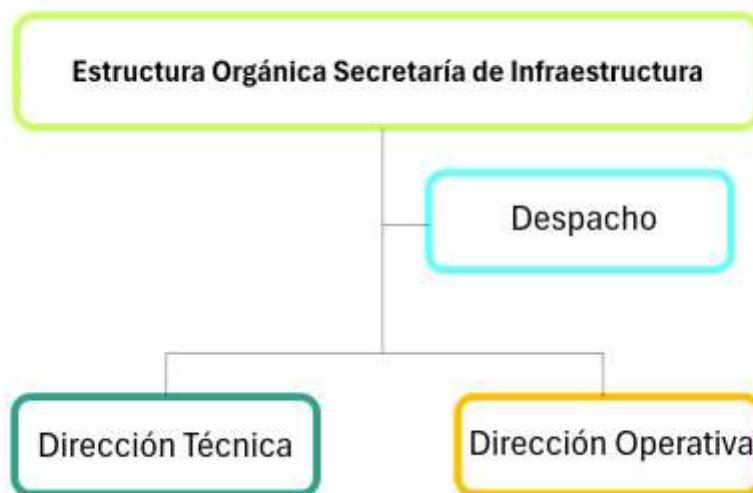 Estructura Orgánica Secretaría de Infraestructura
Despacho
Dirección Técnica
Dirección Operativa